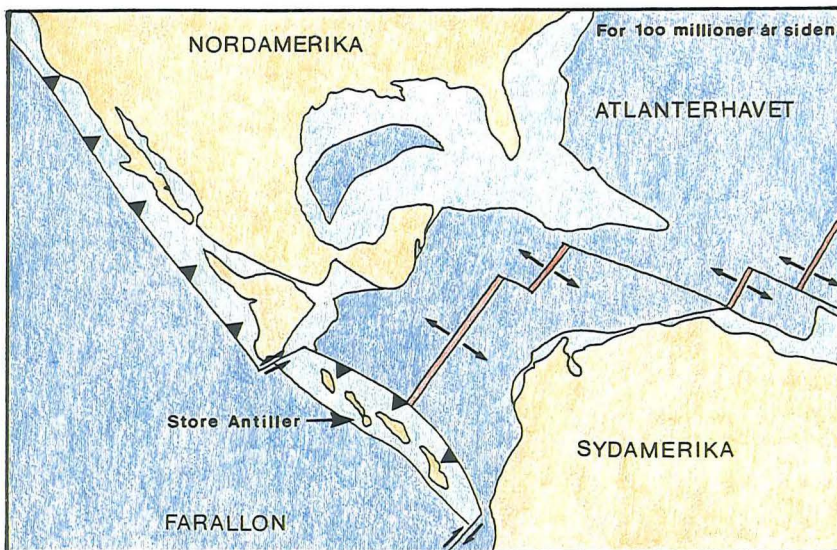 For 100 millioner år siden
NORDAMERIKA
ATLANTERHAVET
Store Antiller
SYDAMERIKA
FARALLON